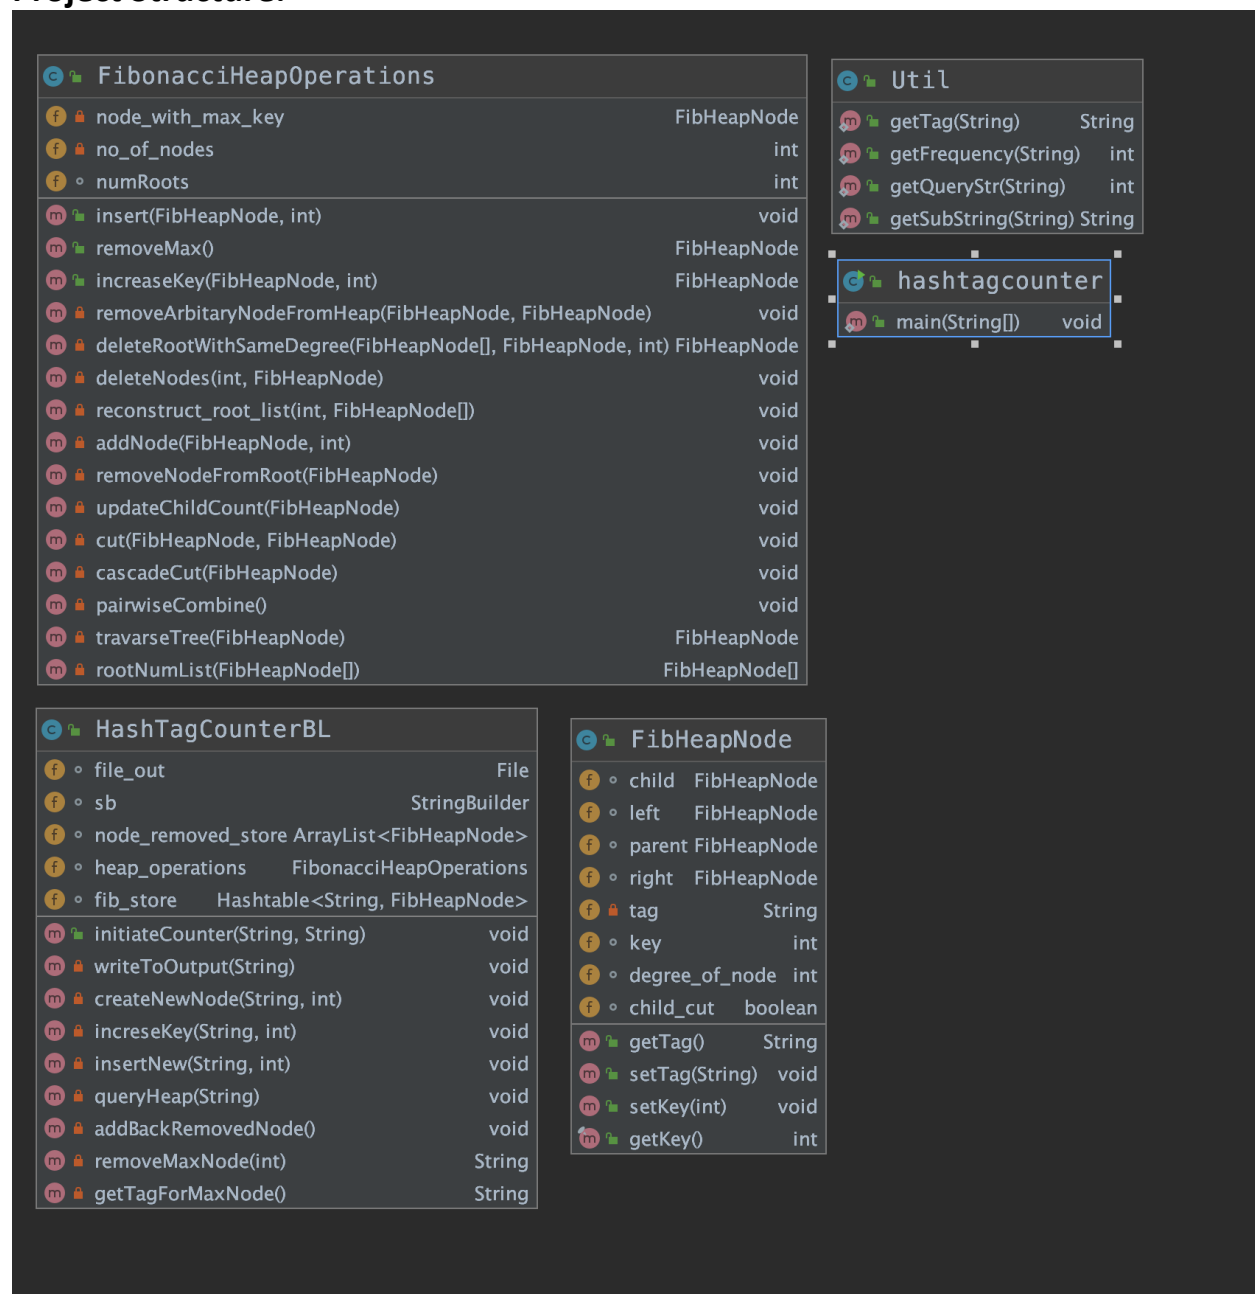 Project Structure:
FibonacciHeapOperations
node_with_max_key FibHeapNode
no_of_nodes int
numRoots int
insert(FibHeapNode, int) void
removeMax() FibHeapNode
increaseKey(FibHeapNode, int) FibHeapNode
removeArbitaryNodeFromHeap(FibHeapNode, FibHeapNode) void
deleteRootWithSameDegree(FibHeapNode[], FibHeapNode, int) FibHeapNode
deleteNodes(int, FibHeapNode) void
reconstruct_root_list(int, FibHeapNode[]) void
addNode(FibHeapNode, int) void
removeNodeFromRoot(FibHeapNode) void
updateChildCount(FibHeapNode) void
cut(FibHeapNode, FibHeapNode) void
cascadeCut(FibHeapNode) void
pairwiseCombine() void
travarseTree(FibHeapNode) FibHeapNode
rootNumList(FibHeapNode[]) FibHeapNode[]
Util
getTag(String) String
getFrequency(String) int
getQueryStr(String) int
getSubString(String) String
hashtagcounter
main(String[]) void
HashTagCounterBL
file_out File
sb StringBuilder
node_removed_store ArrayList<FibHeapNode>
heap_operations FibonacciHeapOperations
fib_store Hashtable<String, FibHeapNode>
initiateCounter(String, String) void
writeToOutput(String) void
createNewNode(String, int) void
increseKey(String, int) void
insertNew(String, int) void
queryHeap(String) void
addBackRemovedNode() void
removeMaxNode(int) String
getTagForMaxNode() String
FibHeapNode
child FibHeapNode
left FibHeapNode
parent FibHeapNode
right FibHeapNode
tag String
key int
degree_of_node int
child_cut boolean
getTag() String
setTag(String) void
setKey(int) void
getKey() int